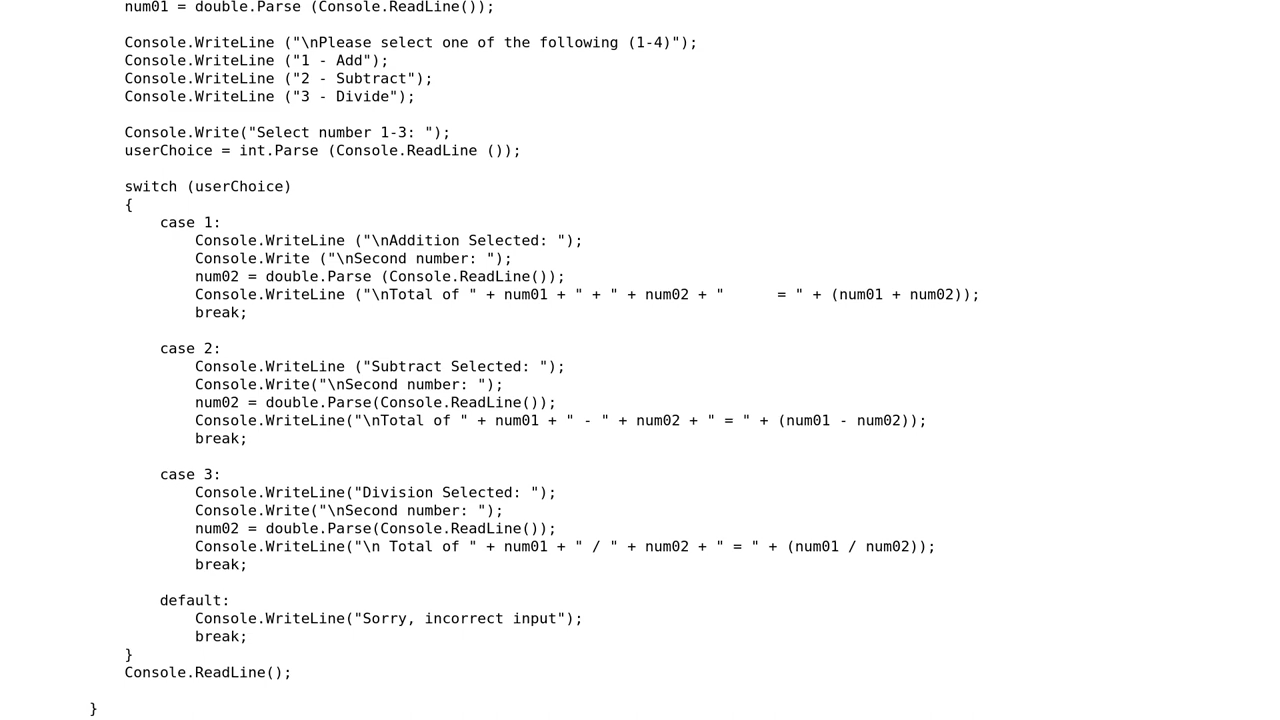 num01 = double.Parse (Console.ReadLine());
Console.WriteLine ("\nPlease select one of the following (1-4)");
Console.WriteLine ("1 - Add");
Console.WriteLine ("2 - Subtract");
Console.WriteLine ("3 - Divide");
Console.Write("Select number 1-3: ");
userChoice = int.Parse (Console.ReadLine ());
switch (userChoice)
{
case 1:
Console.WriteLine ("\nAddition Selected: ");
Console.Write ("\nSecond number: ");
num02 = double.Parse (Console.ReadLine());
Console.WriteLine ("\nTotal of " + num01 + " + " + num02 + "      = " + (num01 + num02));
break;
case 2:
Console.WriteLine ("Subtract Selected: ");
Console.Write("\nSecond number: ");
num02 = double.Parse(Console.ReadLine());
Console.WriteLine("\nTotal of " + num01 + " - " + num02 + " = " + (num01 - num02));
break;
case 3:
Console.WriteLine("Division Selected: ");
Console.Write("\nSecond number: ");
num02 = double.Parse(Console.ReadLine());
Console.WriteLine("\n Total of " + num01 + " / " + num02 + " = " + (num01 / num02));
break;
default:
Console.WriteLine("Sorry, incorrect input");
break;
}
Console.ReadLine();
}